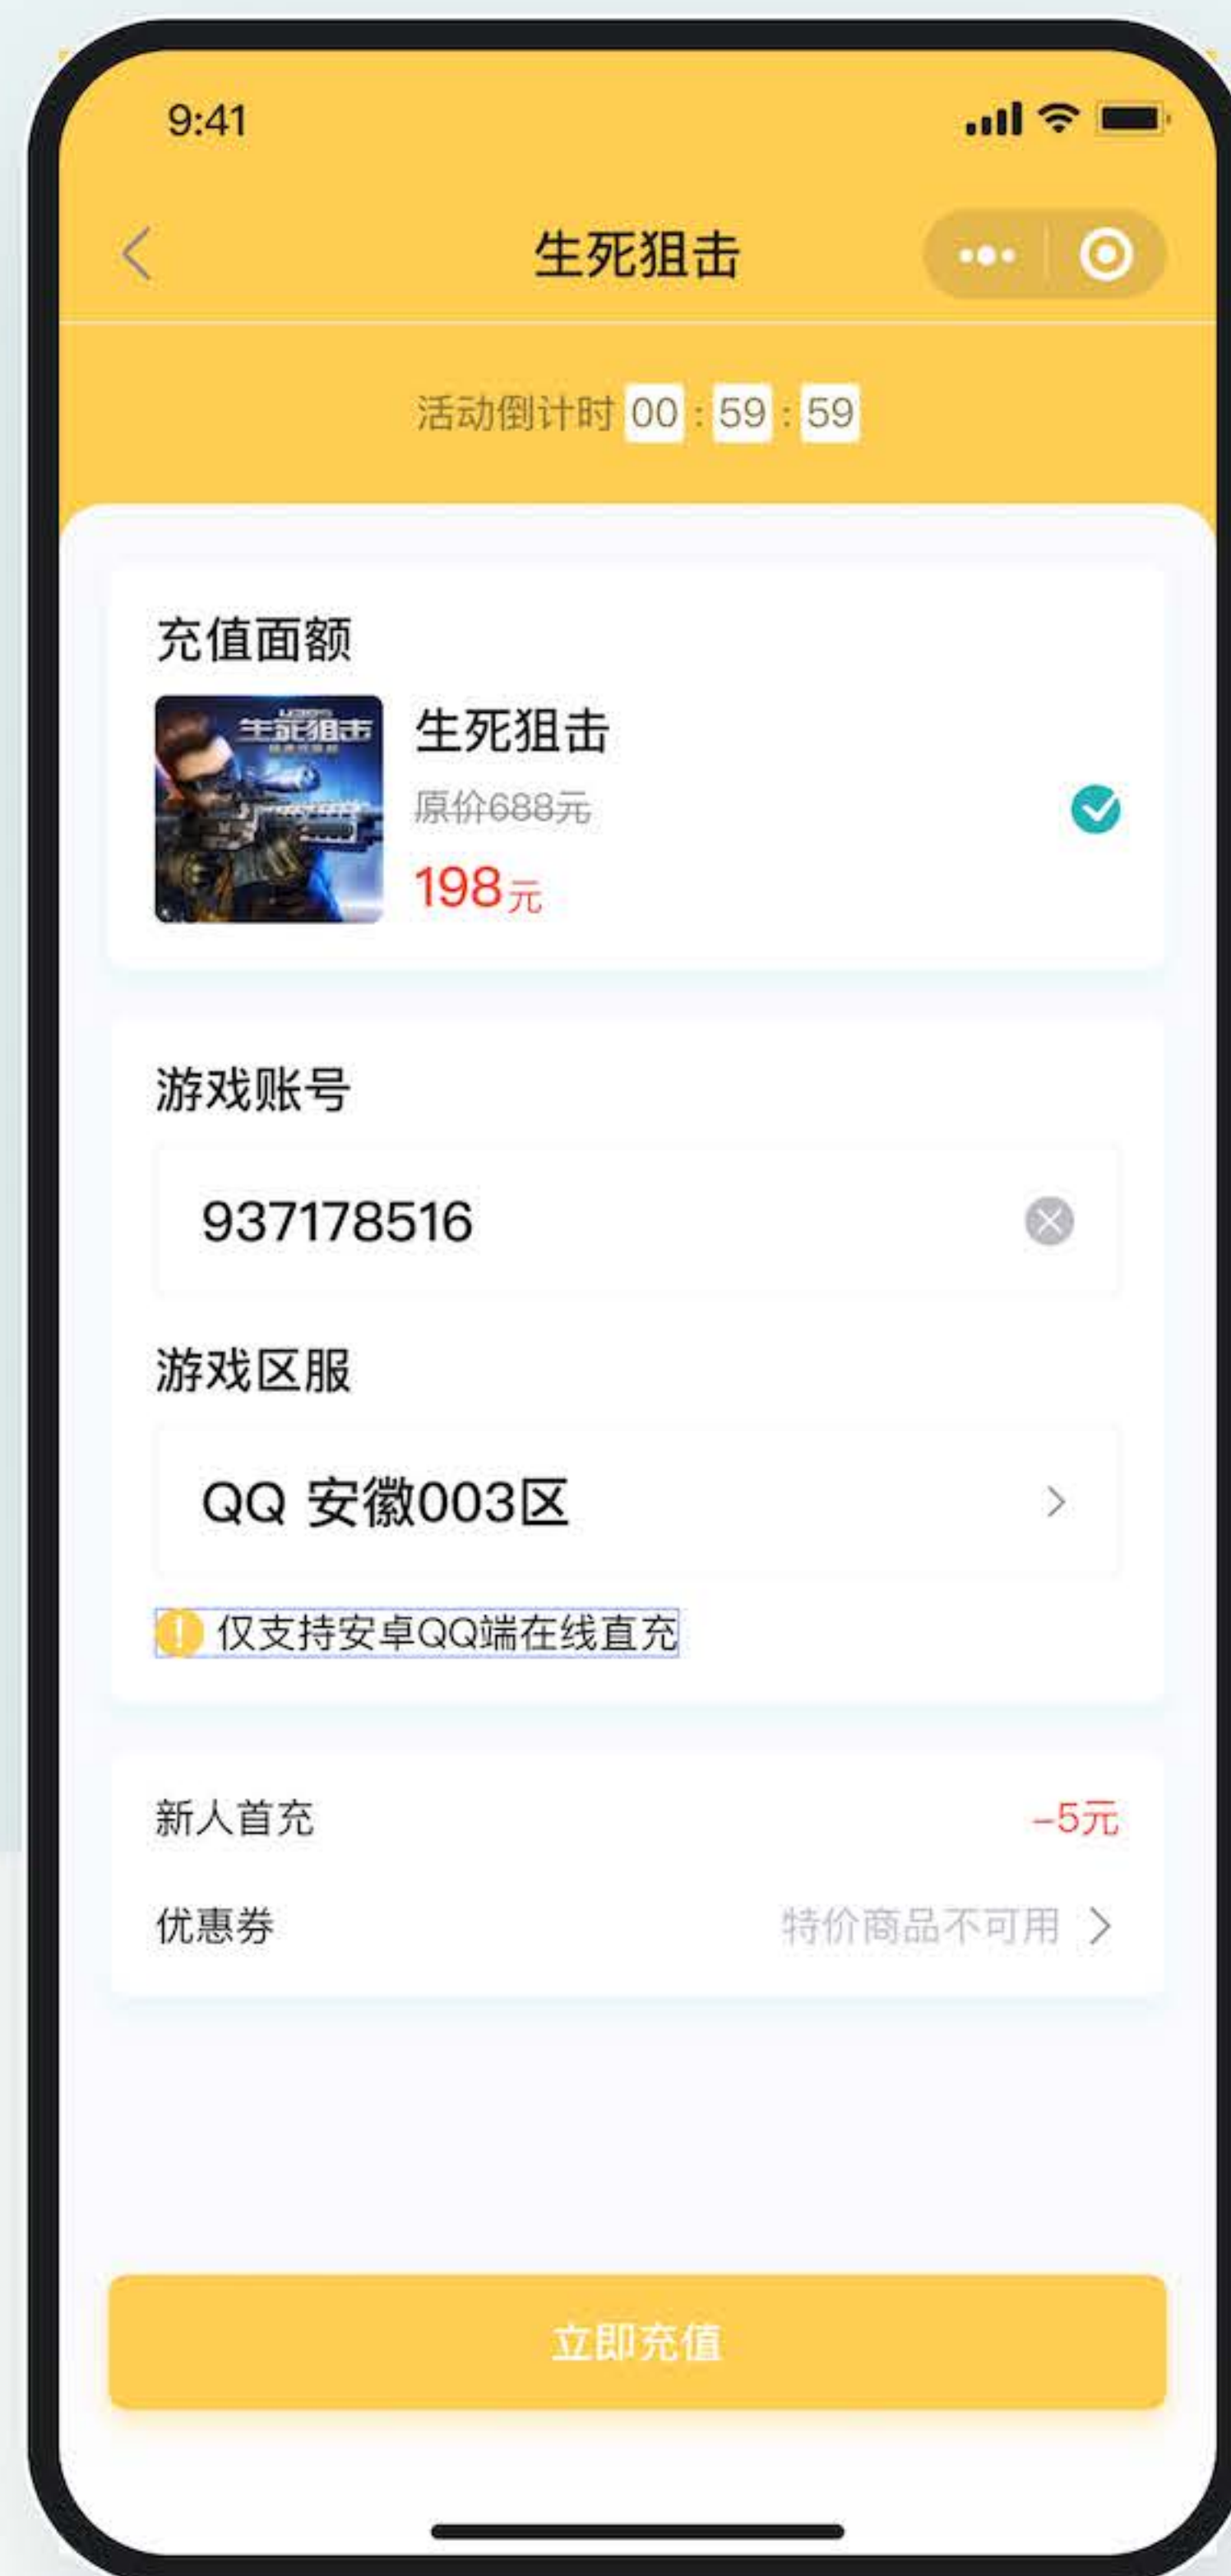 9:41
生死狙击
活动倒计时 00 : 59 : 59
充值面额
生死狙击
生死狙击
原价688元
198元
游戏账号
937178516
游戏区服
QQ 安徽003区
仅支持安卓QQ端在线直充
新人首充 -5元
优惠券 特价商品不可用
立即充值